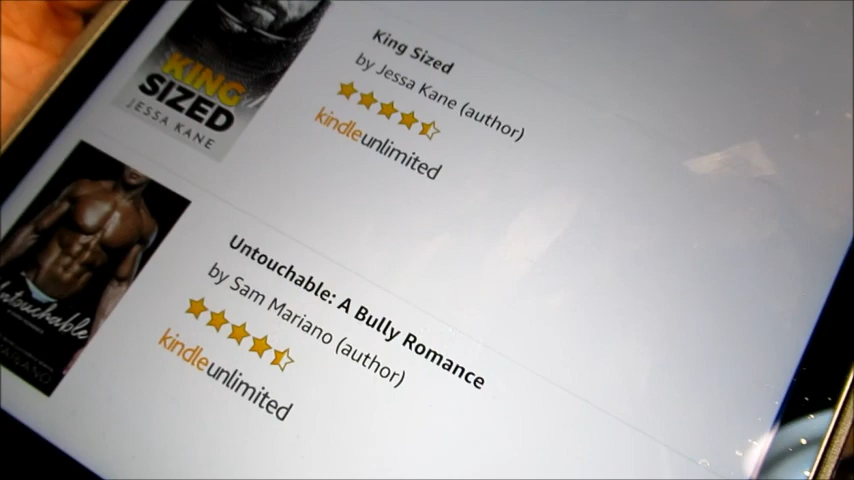 KING
SIZED
JESSA KANE
King Sized
by Jessa Kane (author)
kindleunlimited
Untouchable
Untouchable: A Bully Romance
by Sam Mariano (author)
kindleunlimited